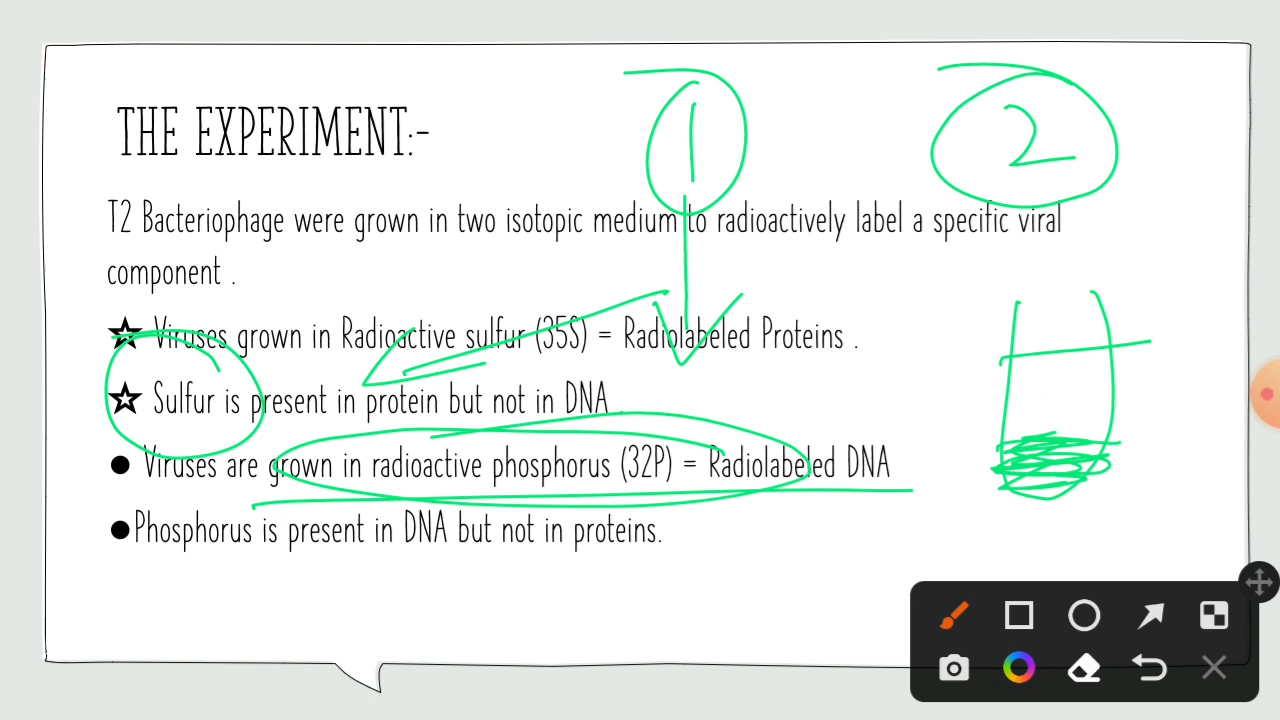 1
2
THE EXPERIMENT:-
T2 Bacteriophage were grown in two isotopic medium to radioactively label a specific viral
component .
☆ Viruses grown in Radioactive sulfur (35S) = Radiolabeled Proteins .
☆ Sulfur is present in protein but not in DNA .
● Viruses are grown in radioactive phosphorus (32P) = Radiolabeled DNA
●Phosphorus is present in DNA but not in proteins.